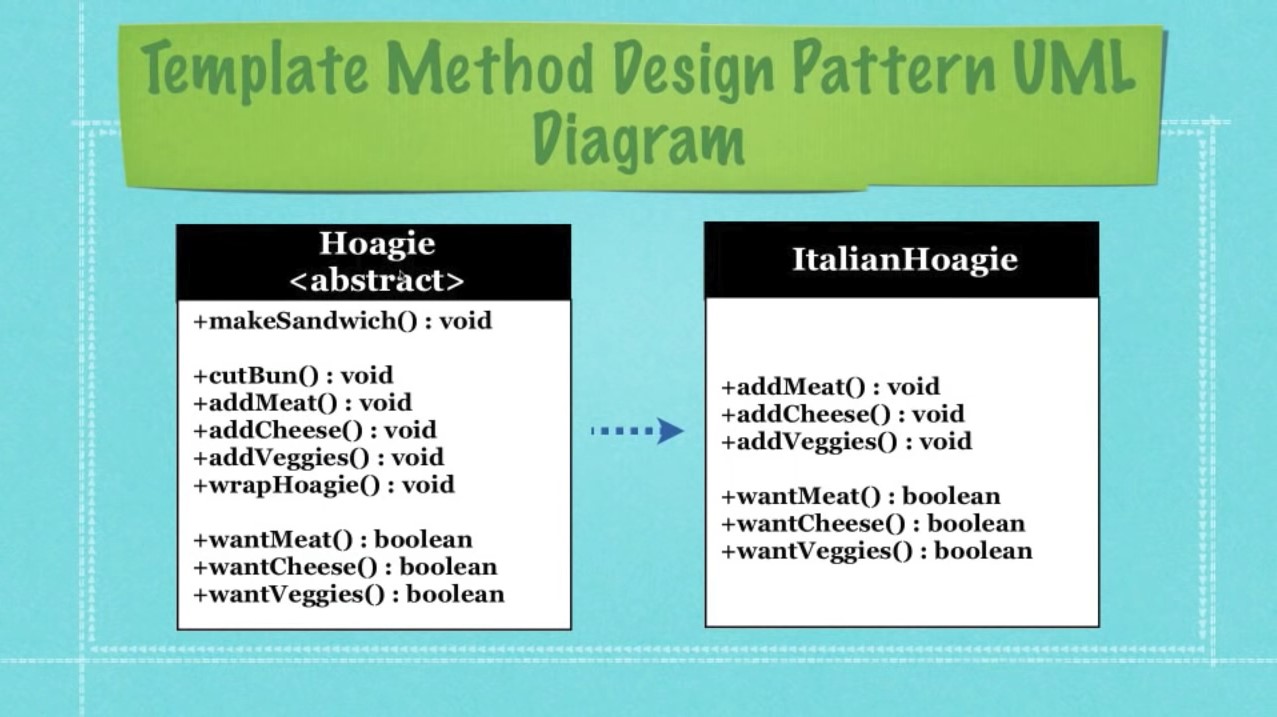 Template Method Design Pattern UML
Diagram
Hoagie
<abstract>
+makeSandwich() : void
+cutBun() : void
+addMeat() : void
+addCheese() : void
+addVeggies() : void
+wrapHoagie() : void
+wantMeat() : boolean
+wantCheese() : boolean
+wantVeggies() : boolean
ItalianHoagie
+addMeat() : void
+addCheese() : void
+addVeggies() : void
+wantMeat() : boolean
+wantCheese() : boolean
+wantVeggies() : boolean